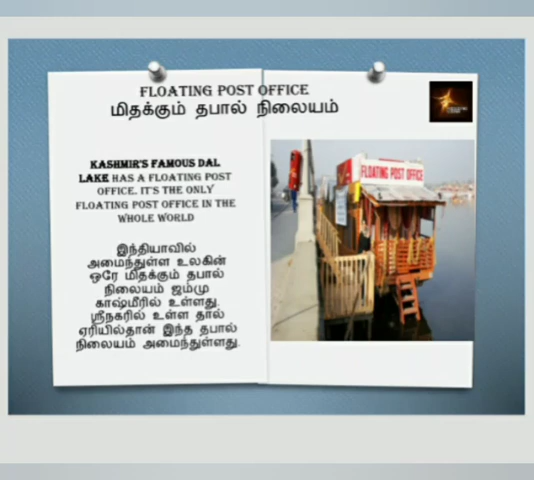 FLOATING POST OFFICE
மிதக்கும் தபால் நிலையம்
KASHMIR'S FAMOUS DAL
LAKE HAS A FLOATING POST
OFFICE. IT'S THE ONLY
FLOATING POST OFFICE IN THE
WHOLE WORLD
இந்தியாவில்
அமைந்துள்ள உலகின்
ஒரே மிதக்கும் தபால்
நிலையம் ஜம்மு
காஷ்மீரில் உள்ளது.
ஸ்ரீநகரில் உள்ள தால்
ஏரியில்தான் இந்த தபால்
நிலையம் அமைந்துள்ளது.
FLOATING POST OFFICE